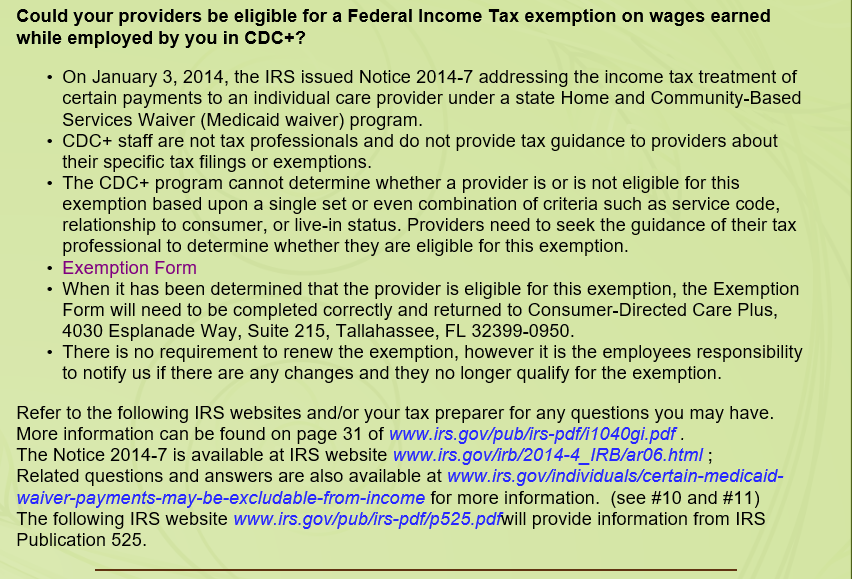 Could your providers be eligible for a Federal Income Tax exemption on wages earned
while employed by you in CDC+?
• On January 3, 2014, the IRS issued Notice 2014-7 addressing the income tax treatment of
certain payments to an individual care provider under a state Home and Community-Based
Services Waiver (Medicaid waiver) program.
• CDC+ staff are not tax professionals and do not provide tax guidance to providers about
their specific tax filings or exemptions.
• The CDC+ program cannot determine whether a provider is or is not eligible for this
exemption based upon a single set or even combination of criteria such as service code,
relationship to consumer, or live-in status. Providers need to seek the guidance of their tax
professional to determine whether they are eligible for this exemption.
• Exemption Form
• When it has been determined that the provider is eligible for this exemption, the Exemption
Form will need to be completed correctly and returned to Consumer-Directed Care Plus,
4030 Esplanade Way, Suite 215, Tallahassee, FL 32399-0950.
• There is no requirement to renew the exemption, however it is the employees responsibility
to notify us if there are any changes and they no longer qualify for the exemption.
Refer to the following IRS websites and/or your tax preparer for any questions you may have.
More information can be found on page 31 of www.irs.gov/pub/irs-pdf/i1040gi.pdf .
The Notice 2014-7 is available at IRS website www.irs.gov/irb/2014-4_IRB/ar06.html ;
Related questions and answers are also available at www.irs.gov/individuals/certain-medicaid-
waiver-payments-may-be-excludable-from-income for more information. (see #10 and #11)
The following IRS website www.irs.gov/pub/irs-pdf/p525.pdfwill provide information from IRS
Publication 525.